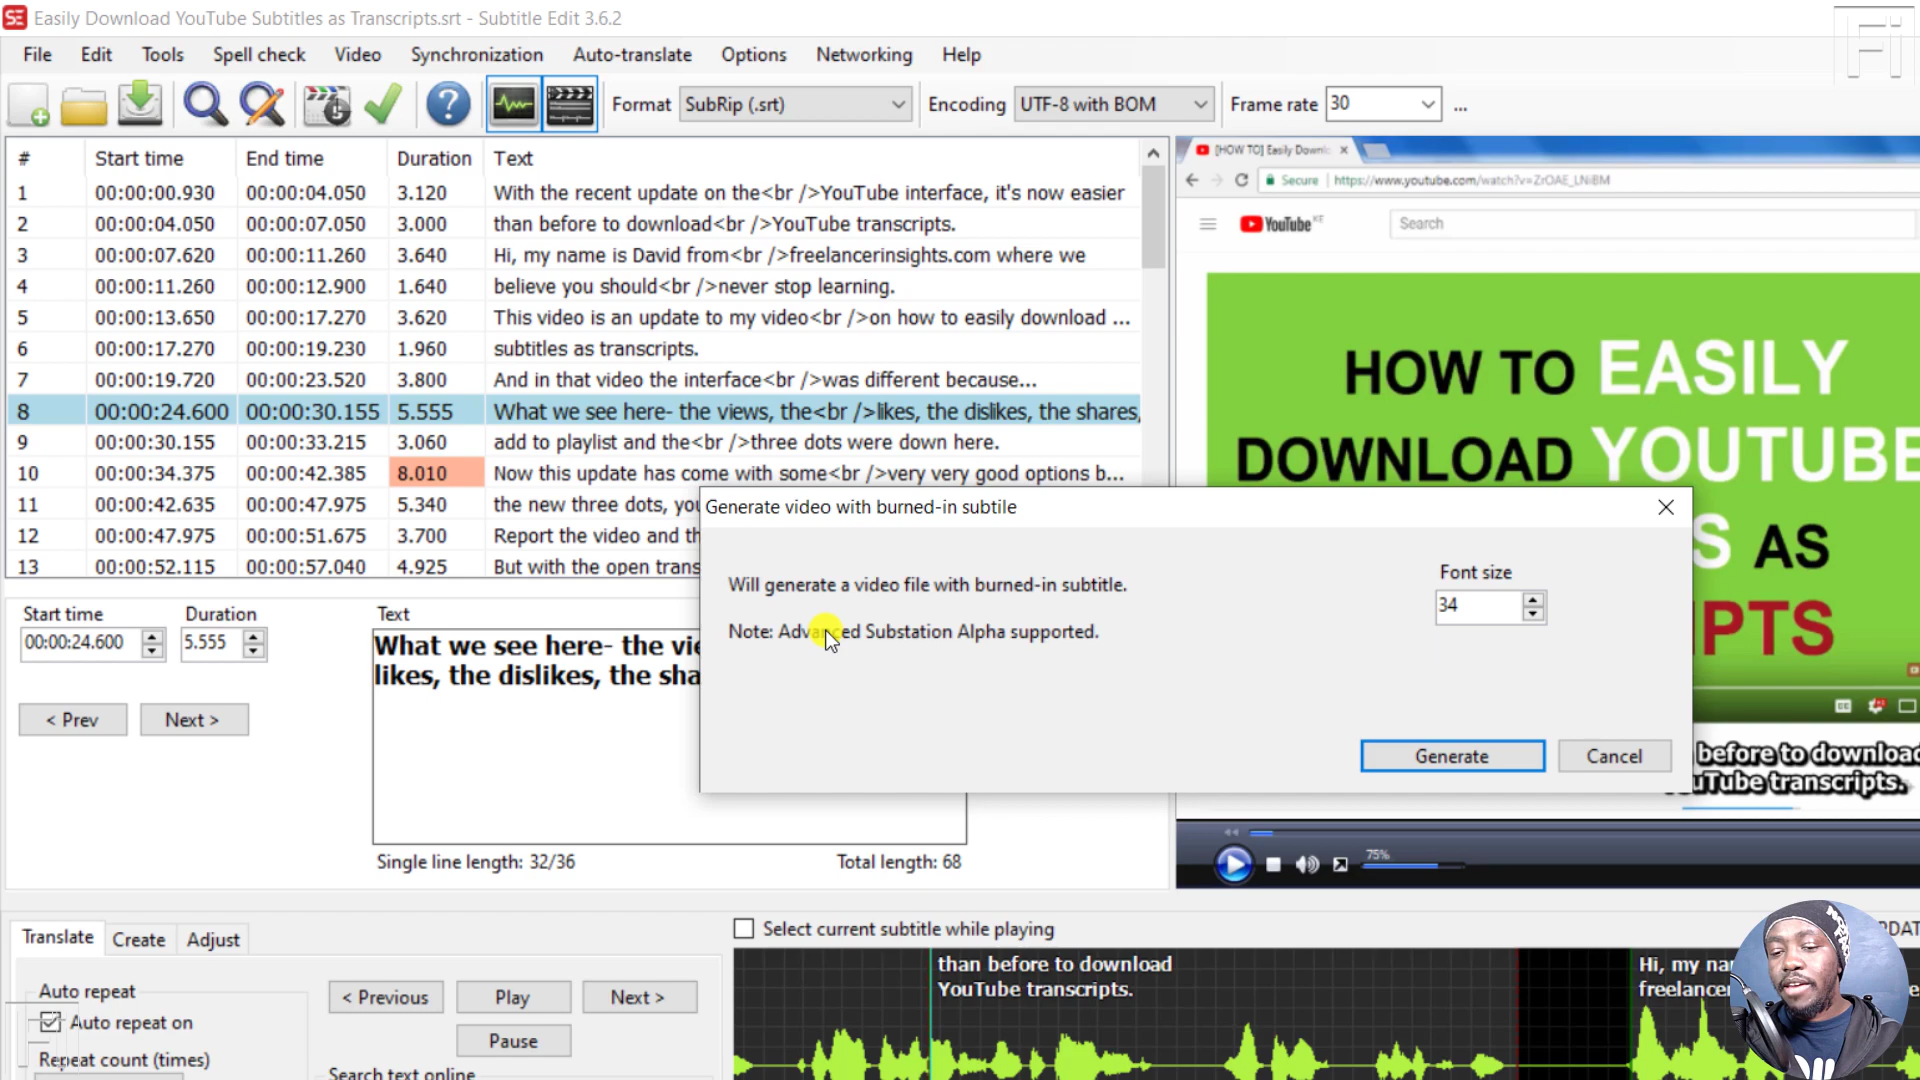 SE Easily Download YouTube Subtitles as Transcripts.srt - Subtitle Edit 3.6.2
File Edit Tools Spell check Video Synchronization Auto-translate Options Networking Help
Format SubRip (.srt) Encoding UTF-8 with BOM Frame rate 30 ...
# Start time End time Duration Text
1 00:00:00.930 00:00:04.050 3.120 With the recent update on the<br />YouTube interface, it's now easier
2 00:00:04.050 00:00:07.050 3.000 than before to download<br />YouTube transcripts.
3 00:00:07.620 00:00:11.260 3.640 Hi, my name is David from<br />freelancerinsights.com where we
4 00:00:11.260 00:00:12.900 1.640 believe you should<br />never stop learning.
5 00:00:13.650 00:00:17.270 3.620 This video is an update to my video<br />on how to easily download ...
6 00:00:17.270 00:00:19.230 1.960 subtitles as transcripts.
7 00:00:19.720 00:00:23.520 3.800 And in that video the interface<br />was different because...
8 00:00:24.600 00:00:30.155 5.555 What we see here- the views, the<br />likes, the dislikes, the shares,
9 00:00:30.155 00:00:33.215 3.060 add to playlist and the<br />three dots were down here.
10 00:00:34.375 00:00:42.385 8.010 Now this update has come with some<br />very very good options b...
11 00:00:42.635 00:00:47.975 5.340 the new three dots, you
12 00:00:47.975 00:00:51.675 3.700 Report the video and th
13 00:00:52.115 00:00:57.040 4.925 But with the open trans
[HOW TO] Easily Downlo
Secure https://www.youtube.com/watch?v=ZrOAE_LNiBM
YouTube KE Search
HOW TO EASILY
DOWNLOAD YOUTUBE
S AS
IPTS
before to download
uTube transcripts.
75%
Generate video with burned-in subtile
Will generate a video file with burned-in subtitle.
Note: Advanced Substation Alpha supported.
Font size
34
Generate Cancel
Start time Duration Text
00:00:24.600 5.555
What we see here- the vie
likes, the dislikes, the sha
< Prev Next >
Single line length: 32/36 Total length: 68
Translate Create Adjust
Auto repeat
Auto repeat on
Repeat count (times)
< Previous Play Next >
Pause
Search text online
Select current subtitle while playing
PDAT
than before to download
YouTube transcripts.
Hi, my na
freelancer